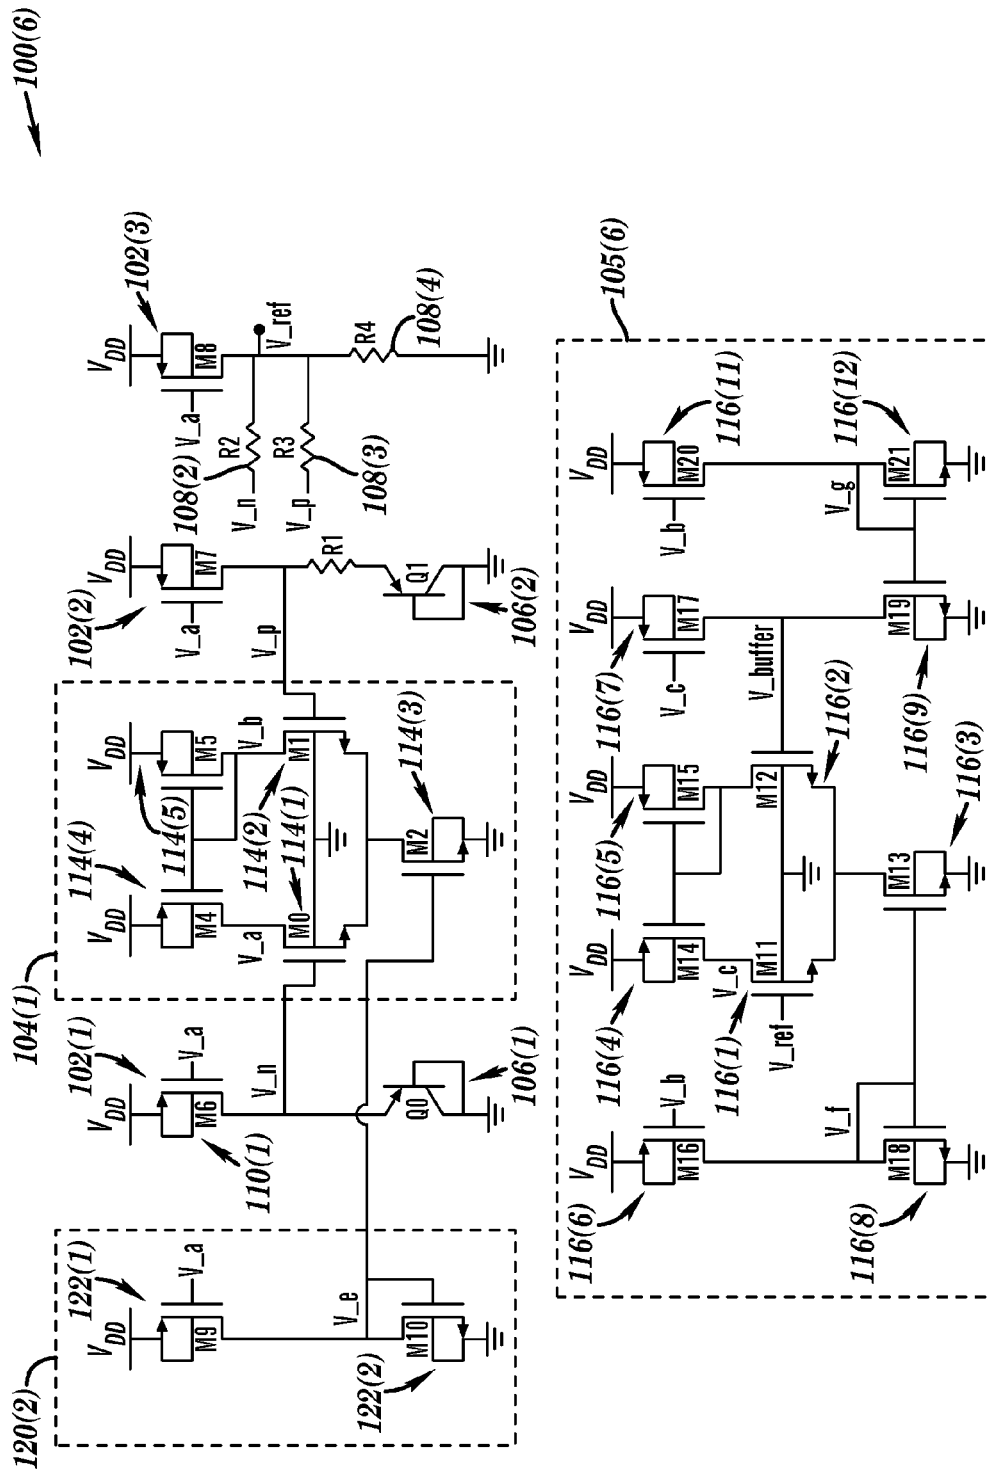 100(6)
120(2)
122(1)
V_DD
V_a
M9
V_e
M10
122(2)
102(1)
V_DD
V_a
M6
110(1)
V_n
Q0
106(1)
104(1)
114(4)
V_DD
V_DD
M4
M5
114(5)
V_a
V_b
114(2)
114(1)
M0
M1
M2
114(3)
102(2)
V_DD
V_a
M7
V_p
R1
Q1
106(2)
102(3)
V_DD
V_a
M8
108(2)
R2
V_n
V_ref
R3
V_p
108(3)
R4
108(4)
105(6)
V_DD
V_b
M16
116(6)
V_f
M18
116(8)
V_DD
V_DD
116(4)
M14
M15
116(5)
V_c
116(1)
M11
M12
V_ref
116(2)
M13
116(3)
V_DD
V_c
M17
116(7)
V_buffer
M19
116(9)
V_DD
V_b
M20
116(11)
V_g
M21
116(12)